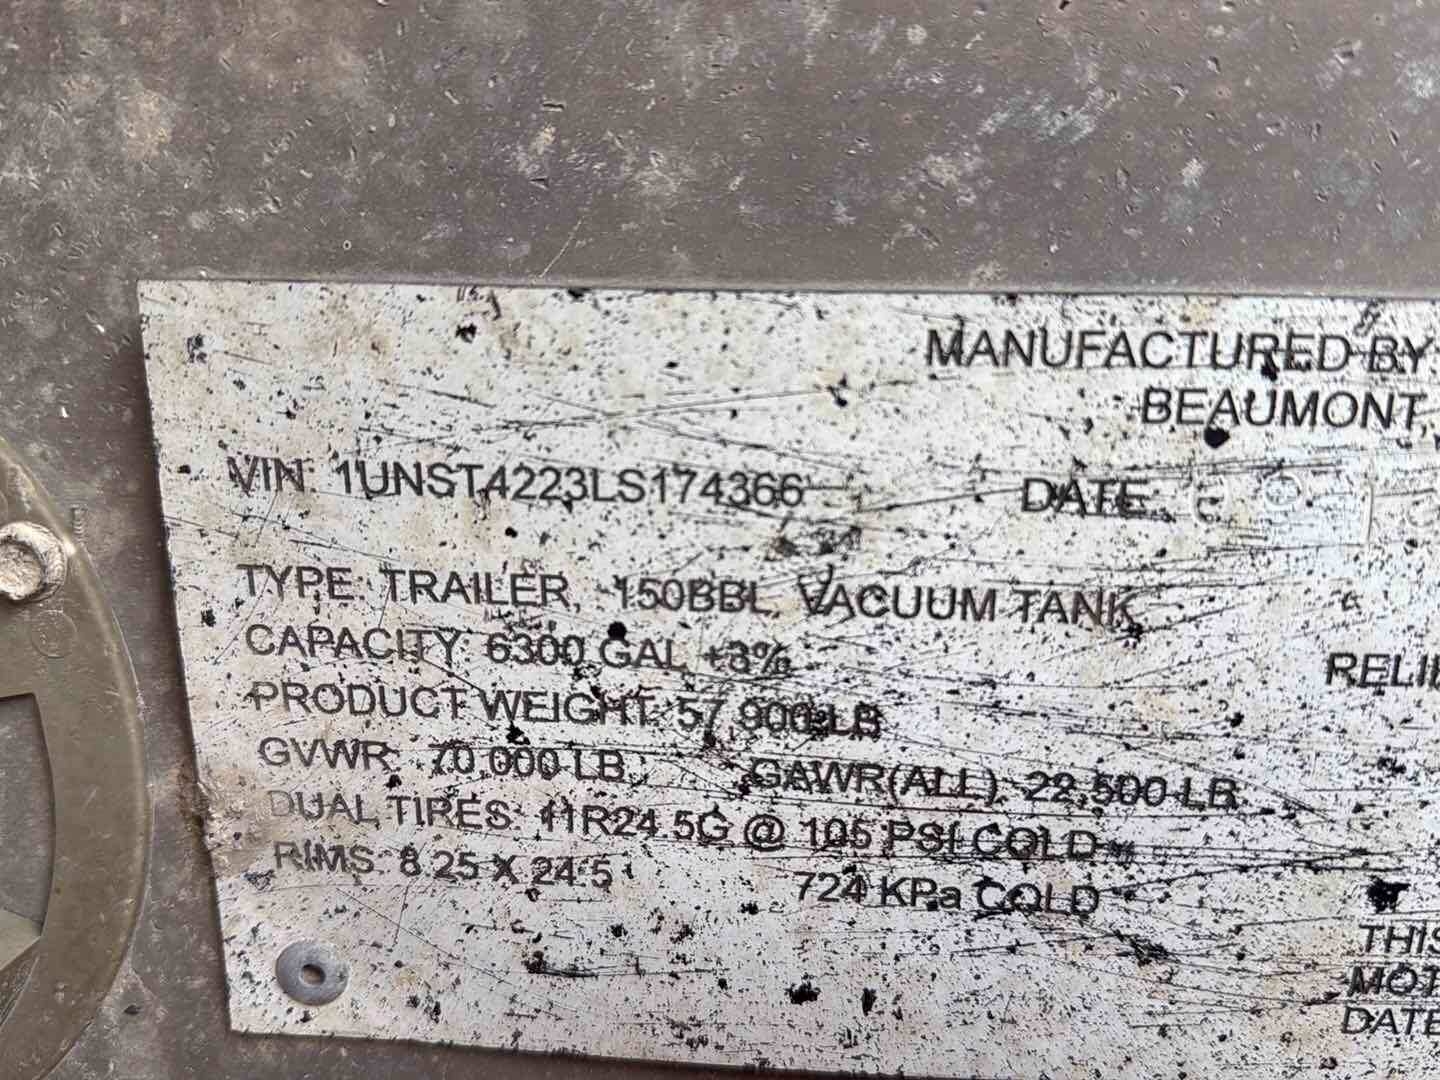 MANUFACTURED BY:
BEAUMONT,
VIN: 1UNST4223LS174366
DATE:
TYPE: TRAILER, 150BBL, VACUUM TANK
CAPACITY: 6300 GAL ±3%
PRODUCT WEIGHT: 57,900 LB
RELIE
GVWR: 70,000 LB
GAWR(ALL): 22,500 LB
DUAL TIRES: 11R24.5G @ 105 PSI COLD
RIMS: 8.25 X 24.5
724 KPa COLD
THIS
MOT
DATE